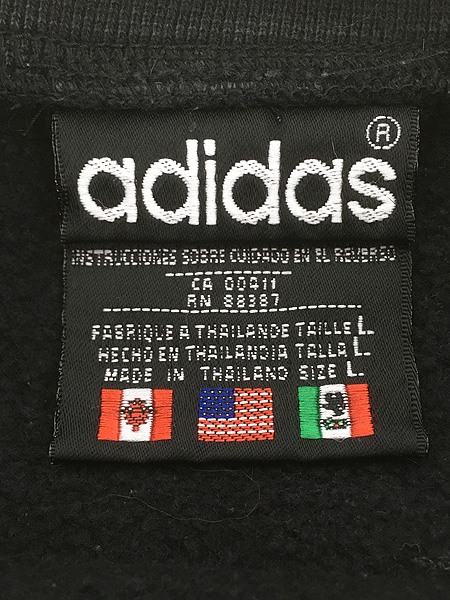 adidas ®
INSTRUCCIONES SOBRE CUIDADO EN EL REVERSO
CA 00411
RN 88387
FABRIQUE A THAILANDE TAILLE L
HECHO EN THAILANDIA TALLA L
MADE IN THAILAND SIZE L